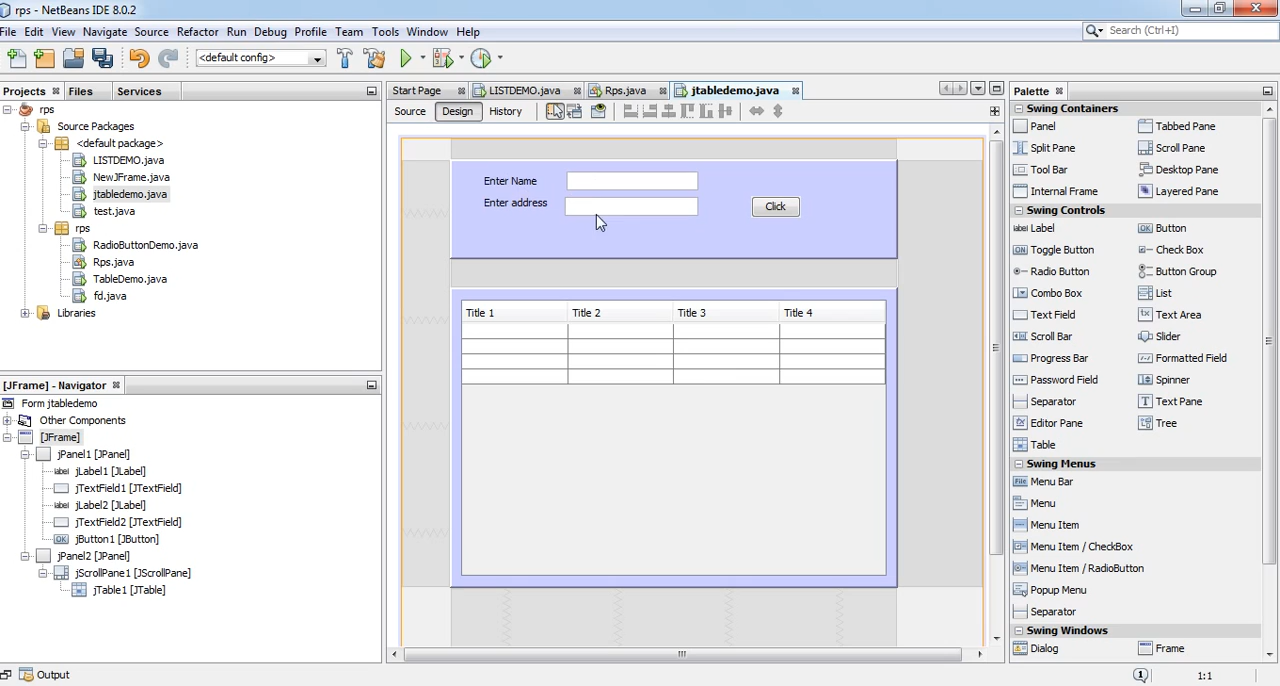 rps - NetBeans IDE 8.0.2
File Edit View Navigate Source Refactor Run Debug Profile Team Tools Window Help
Search (Ctrl+I)
<default config>
Projects Files Services
rps
Source Packages
<default package>
LISTDEMO.java
NewJFrame.java
jtabledemo.java
test.java
rps
RadioButtonDemo.java
Rps.java
TableDemo.java
fd.java
Libraries
[JFrame] - Navigator
Form jtabledemo
Other Components
[JFrame]
jPanel1 [JPanel]
label jLabel1 [JLabel]
jTextField1 [JTextField]
label jLabel2 [JLabel]
jTextField2 [JTextField]
OK jButton1 [JButton]
jPanel2 [JPanel]
jScrollPane1 [JScrollPane]
jTable1 [JTable]
Output
Start Page LISTDEMO.java Rps.java jtabledemo.java
Source Design History
Enter Name
Enter address
Click
Title 1 Title 2 Title 3 Title 4
Palette
Swing Containers
Panel Tabbed Pane
Split Pane Scroll Pane
Tool Bar Desktop Pane
Internal Frame Layered Pane
Swing Controls
label Label OK Button
ON Toggle Button Check Box
Radio Button Button Group
Combo Box List
Text Field Text Area
Scroll Bar Slider
Progress Bar Formatted Field
Password Field Spinner
Separator T Text Pane
Editor Pane Tree
Table
Swing Menus
File Menu Bar
Menu
Menu Item
Menu Item / CheckBox
Menu Item / RadioButton
Popup Menu
Separator
Swing Windows
Dialog Frame
1 1:1